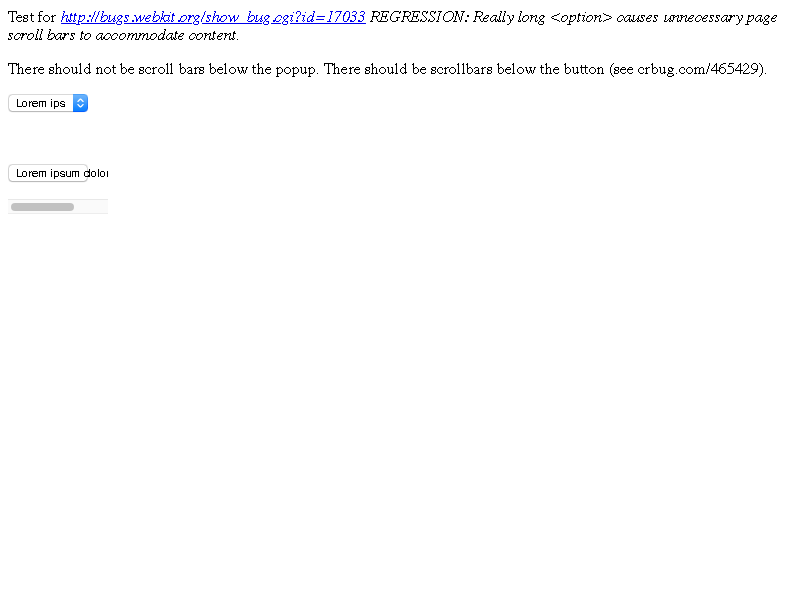 Test for http://bugs.webkit.org/show_bug.cgi?id=17033 REGRESSION: Really long <option> causes unnecessary page
scroll bars to accommodate content.
There should not be scroll bars below the popup. There should be scrollbars below the button (see crbug.com/465429).
Lorem ips
Lorem ipsum dolor